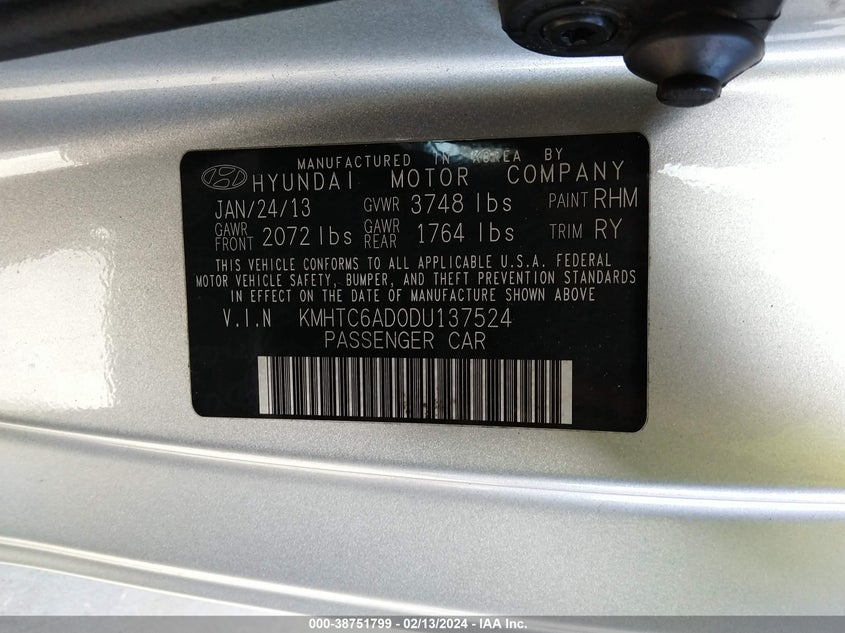 MANUFACTURED IN KOREA BY
HYUNDAI MOTOR COMPANY
JAN/24/13 GVWR 3748 lbs PAINT RHM
GAWR FRONT 2072 lbs GAWR REAR 1764 lbs TRIM RY
THIS VEHICLE CONFORMS TO ALL APPLICABLE U.S.A. FEDERAL
MOTOR VEHICLE SAFETY, BUMPER, AND THEFT PREVENTION STANDARDS
IN EFFECT ON THE DATE OF MANUFACTURE SHOWN ABOVE
V.I.N KMHTC6AD0DU137524
PASSENGER CAR
000-38751799 - 02/13/2024 - IAA Inc.